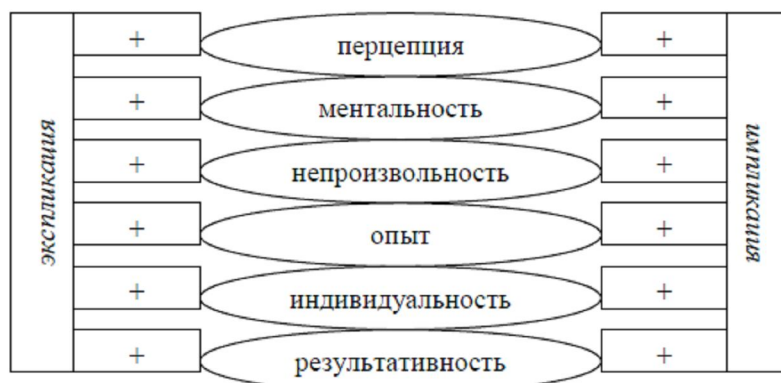 экспликация
+ перцепция +
+ ментальность +
+ непроизвольность +
+ опыт +
+ индивидуальность +
+ результативность +
импликация